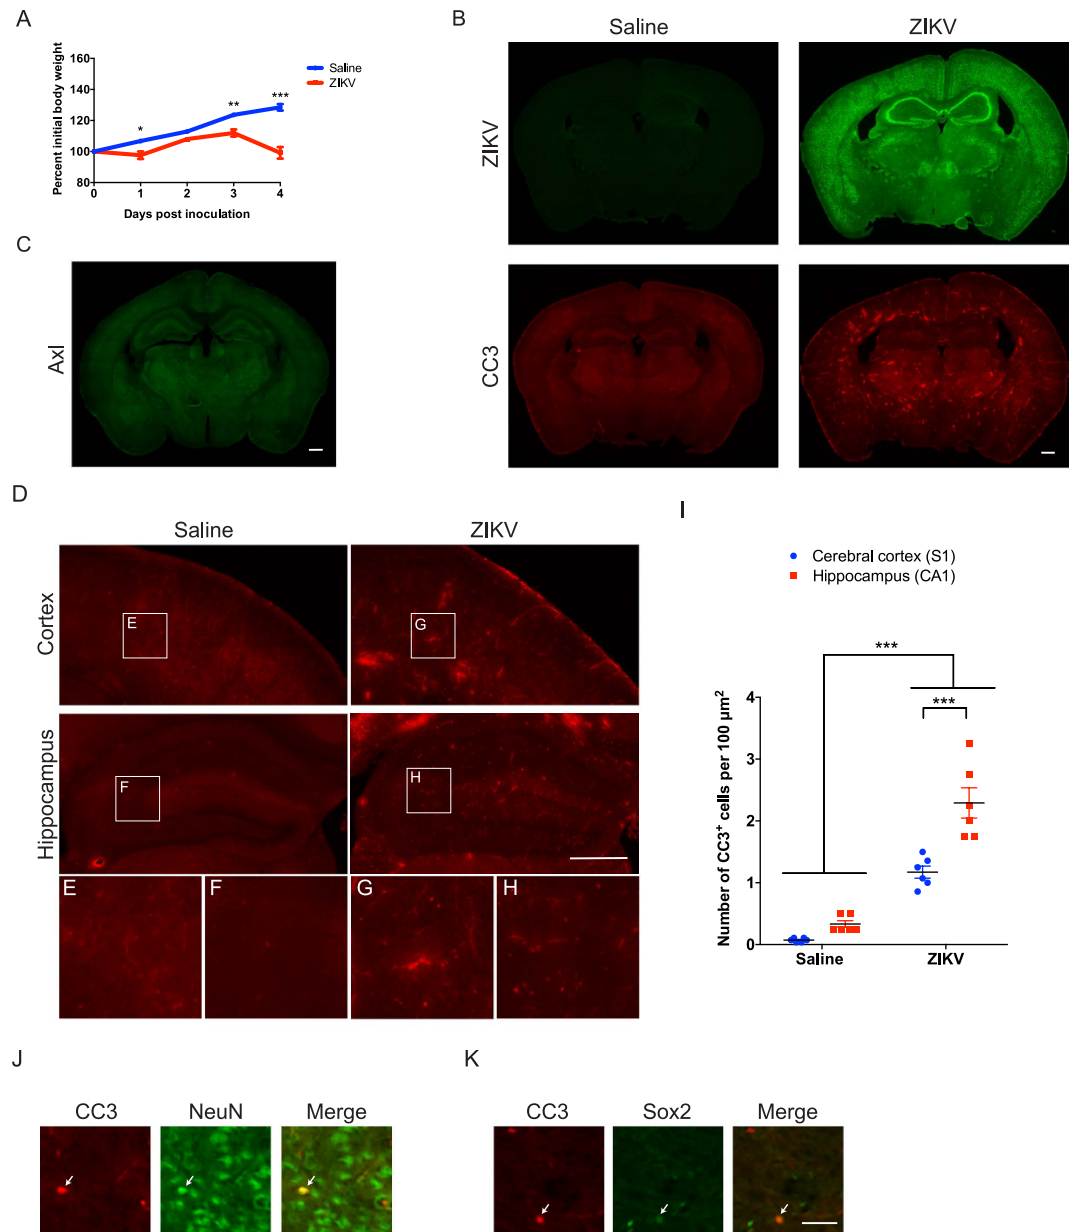 A
Percent initial body weight
160
140
120
100
80
0 1 2 3 4
Days post inoculation
* ** ***
Saline
ZIKV
B
Saline ZIKV
ZIKV
CC3
C
Axl
D
Saline ZIKV
Cortex
E G
Hippocampus
F H
E F G H
I
Cerebral cortex (S1)
Hippocampus (CA1)
***
***
Number of CC3⁺ cells per 100 µm²
4
3
2
1
0
Saline ZIKV
J
CC3 NeuN Merge
K
CC3 Sox2 Merge